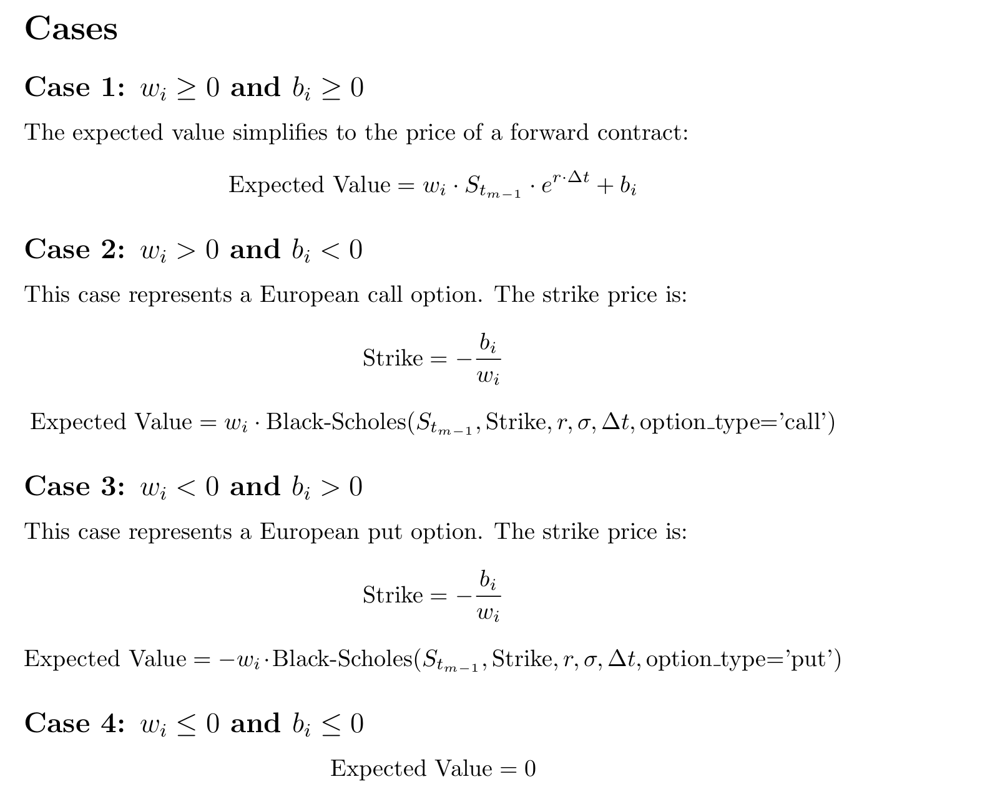 Cases
Case 1: $w_i \geq 0$ and $b_i \geq 0$
The expected value simplifies to the price of a forward contract:
$\text{Expected Value} = w_i \cdot S_{t_{m-1}} \cdot e^{r \cdot \Delta t} + b_i$
Case 2: $w_i > 0$ and $b_i < 0$
This case represents a European call option. The strike price is:
$\text{Strike} = -\frac{b_i}{w_i}$
$\text{Expected Value} = w_i \cdot \text{Black-Scholes}(S_{t_{m-1}}, \text{Strike}, r, \sigma, \Delta t, \text{option\_type='call'})$
Case 3: $w_i < 0$ and $b_i > 0$
This case represents a European put option. The strike price is:
$\text{Strike} = -\frac{b_i}{w_i}$
$\text{Expected Value} = -w_i \cdot \text{Black-Scholes}(S_{t_{m-1}}, \text{Strike}, r, \sigma, \Delta t, \text{option\_type='put'})$
Case 4: $w_i \leq 0$ and $b_i \leq 0$
$\text{Expected Value} = 0$